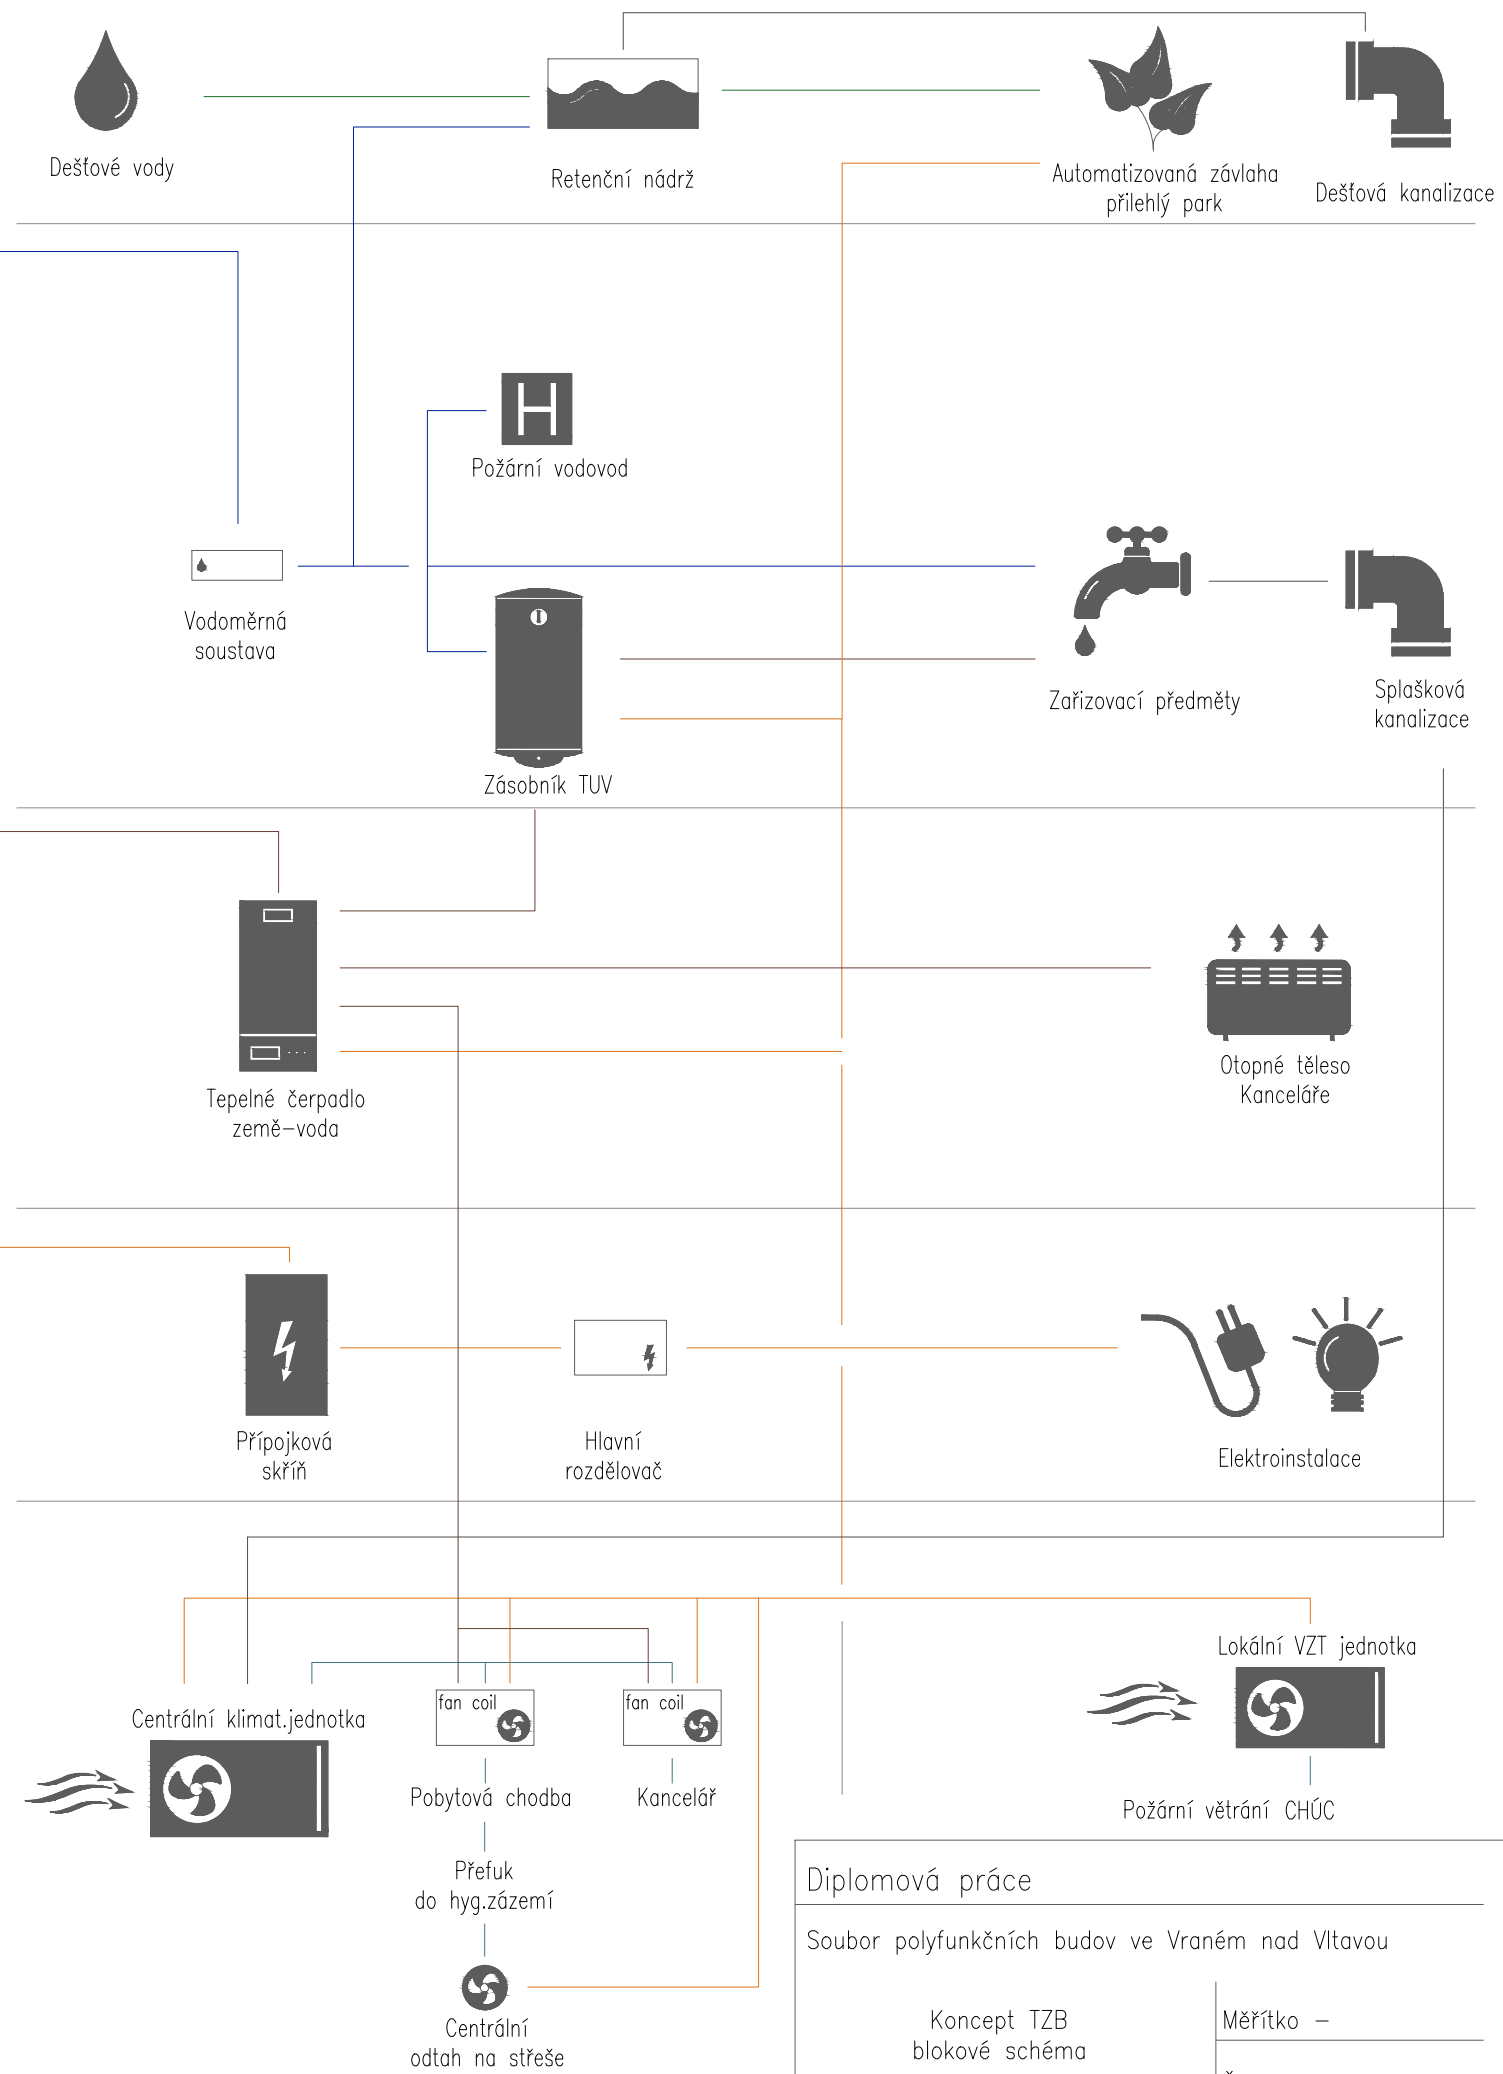 Dešťové vody
Retenční nádrž
Automatizovaná závlaha
přilehlý park
Dešťová kanalizace
H
Požární vodovod
Vodoměrná
soustava
Zásobník TUV
Zařizovací předměty
Splašková
kanalizace
Tepelné čerpadlo
země-voda
Otopné těleso
Kanceláře
Přípojková
skříň
Hlavní
rozdělovač
Elektroinstalace
Centrální klimat.jednotka
fan coil
fan coil
Lokální VZT jednotka
Pobytová chodba
Kancelář
Požární větrání CHÚC
Přefuk
do hyg.zázemí
Centrální
odtah na střeše
Diplomová práce
Soubor polyfunkčních budov ve Vraném nad Vltavou
Koncept TZB
blokové schéma
Měřítko –